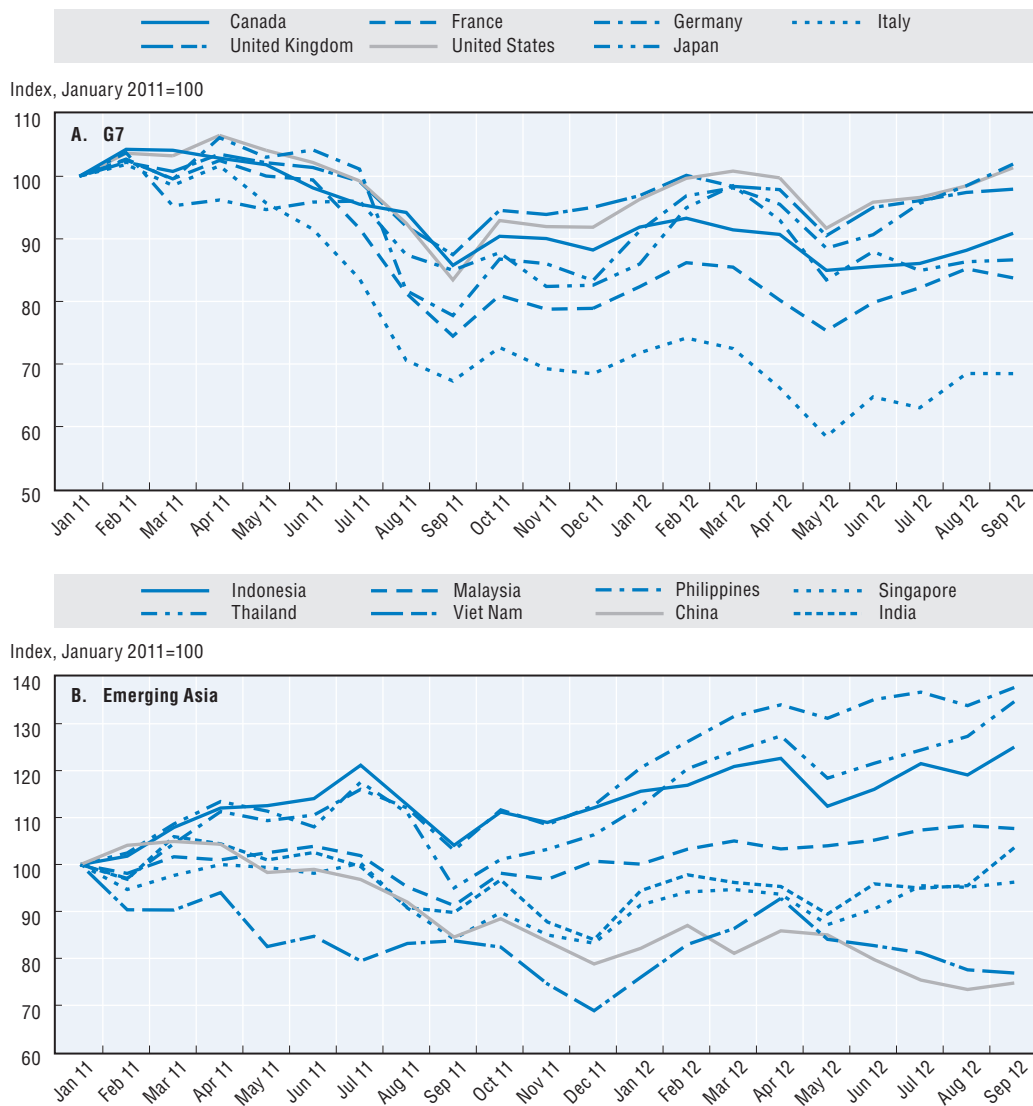 Canada France Germany Italy
United Kingdom United States Japan
Index, January 2011=100
110
A. G7
100
90
80
70
60
50
Jan 11 Feb 11 Mar 11 Apr 11 May 11 Jun 11 Jul 11 Aug 11 Sep 11 Oct 11 Nov 11 Dec 11 Jan 12 Feb 12 Mar 12 Apr 12 May 12 Jun 12 Jul 12 Aug 12 Sep 12
Indonesia Malaysia Philippines Singapore
Thailand Viet Nam China India
Index, January 2011=100
140
B. Emerging Asia
130
120
110
100
90
80
70
60
Jan 11 Feb 11 Mar 11 Apr 11 May 11 Jun 11 Jul 11 Aug 11 Sep 11 Oct 11 Nov 11 Dec 11 Jan 12 Feb 12 Mar 12 Apr 12 May 12 Jun 12 Jul 12 Aug 12 Sep 12